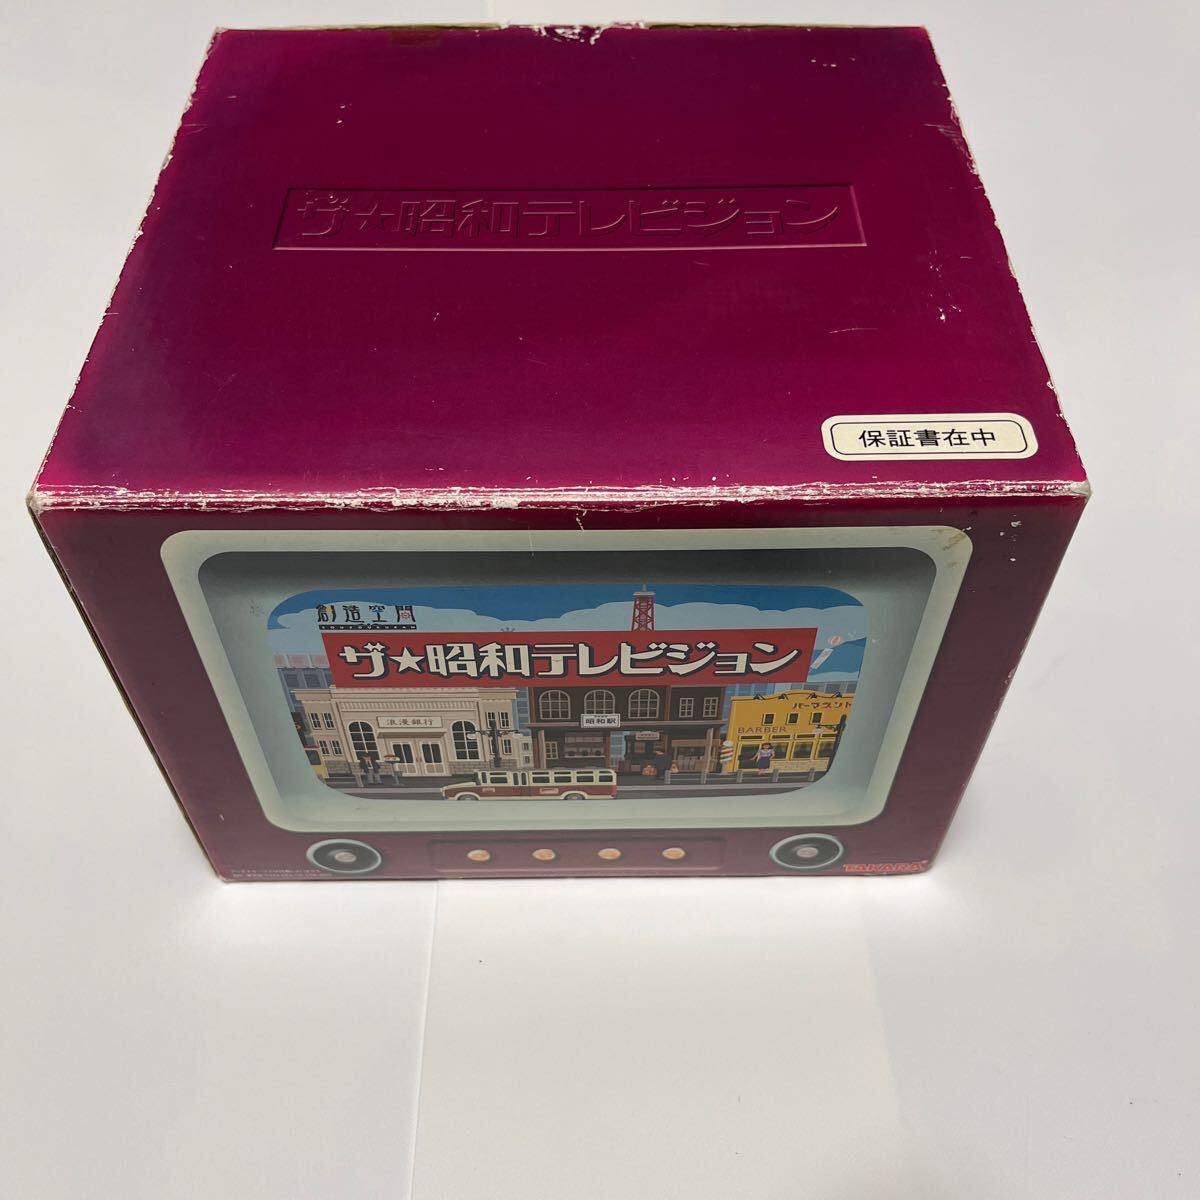 ザ★昭和テレビジョン
保証書在中
創造空間
SOUZOUKUKAN
ザ★昭和テレビジョン
浪漫銀行
昭和駅
パーマネント
BARBER
TAKARA